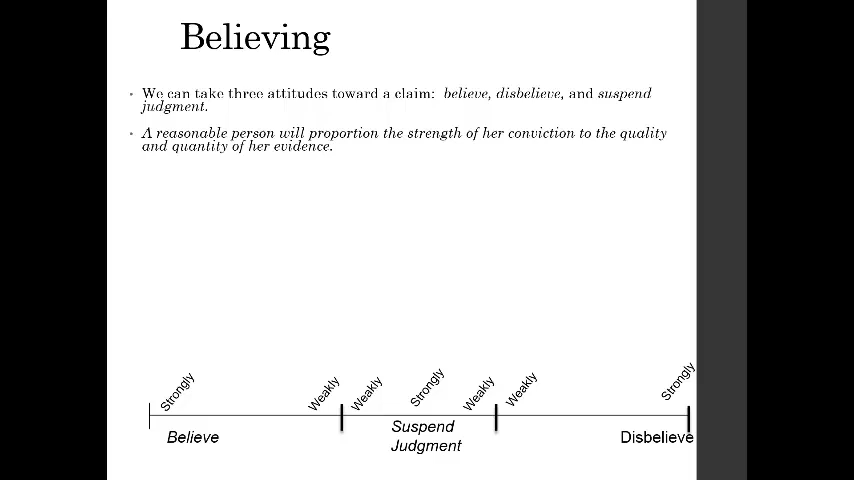 Believing
• We can take three attitudes toward a claim: believe, disbelieve, and suspend
judgment.
• A reasonable person will proportion the strength of her conviction to the quality
and quantity of her evidence.
Strongly Weakly Weakly Strongly Weakly Weakly Strongly
Believe Suspend Disbelieve
Judgment